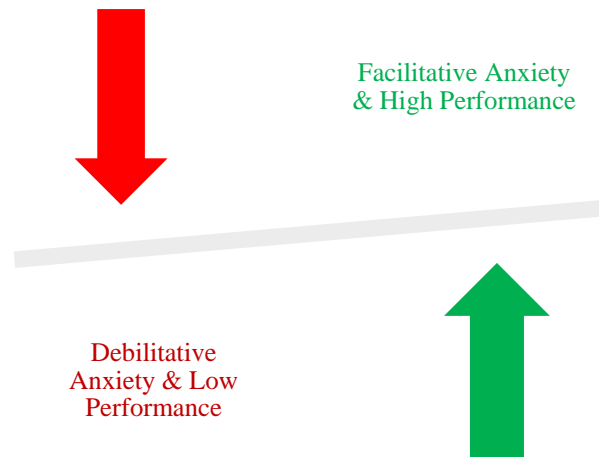 Facilitative Anxiety
& High Performance
Debilitative
Anxiety & Low
Performance